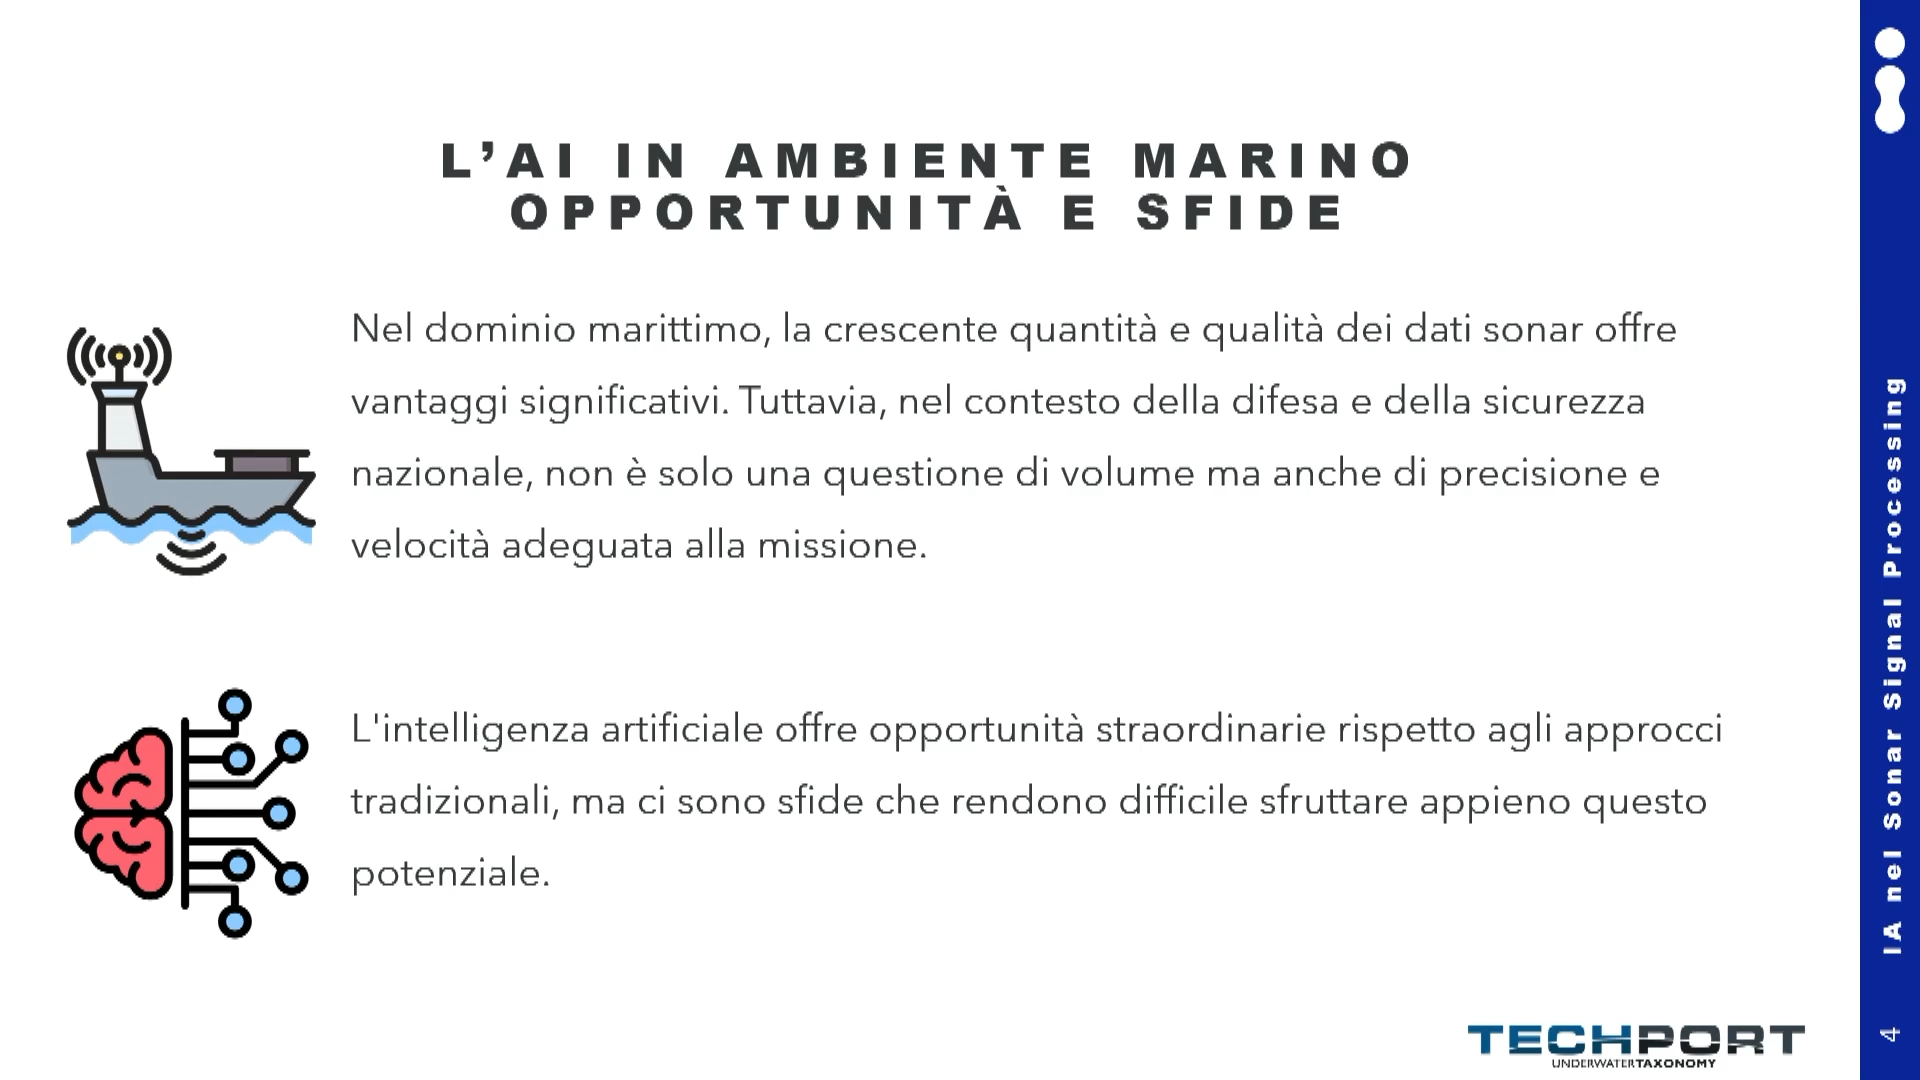 L’AI IN AMBIENTE MARINO
OPPORTUNITÀ E SFIDE
Nel dominio marittimo, la crescente quantità e qualità dei dati sonar offre
vantaggi significativi. Tuttavia, nel contesto della difesa e della sicurezza
nazionale, non è solo una questione di volume ma anche di precisione e
velocità adeguata alla missione.
L'intelligenza artificiale offre opportunità straordinarie rispetto agli approcci
tradizionali, ma ci sono sfide che rendono difficile sfruttare appieno questo
potenziale.
IA nel Sonar Signal Processing
4
TECHPORT
UNDERWATERTAXONOMY